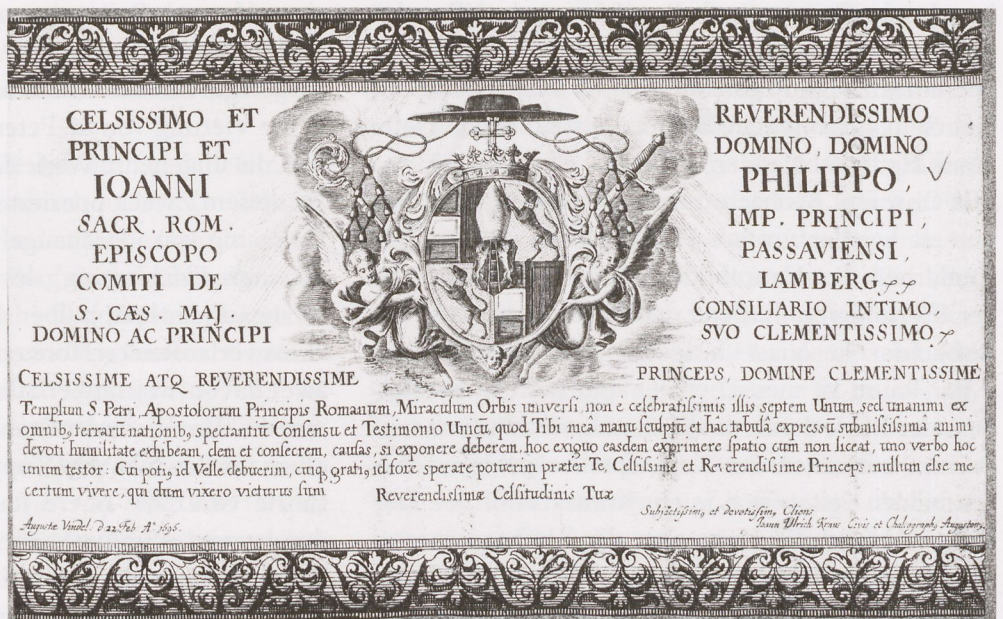 CELSISSIMO ET REVERENDISSIMO
PRINCIPI ET DOMINO, DOMINO
IOANNI PHILIPPO,
SACR. ROM. IMP. PRINCIPI,
EPISCOPO PASSAVIENSI,
COMITI DE LAMBERG
S. CÆS. MAJ. CONSILIARIO INTIMO,
DOMINO AC PRINCIPI SVO CLEMENTISSIMO,
CELSISSIME ATQ REVERENDISSIME PRINCEPS, DOMINE CLEMENTISSIME
Templum S. Petri, Apostolorum Principis Romanum, Miraculum Orbis universi, non è celebratissimis illis septem Unum, sed unanimi ex
omnib, terrarū nationib, spectantiū Consensu et Testimonio Unicū, quod Tibi meâ manu sculptū et hac tabulâ expressū submississimâ animi
devoti humilitate exhibeam, dem et consecrem, causas, si exponere deberem, hoc exiguo easdem exprimere spatio cum non liceat, uno verbo hoc
unum testor: Cui poti, id Velle debuerim, cuiq, grati, id fore sperare potuerim præter Te, Celsissime et Reverendissime Princeps, nullum esse me
certum vivere, qui dum vixero victurus sum Reverendissimæ Celsitudinis Tuæ
Subjectissim, et devotissim, Cliens
Augustæ Vindel. d 22 Feb Aº 1696. Joann Ulrich Kraus Civis et Chalcograph, Augustan,